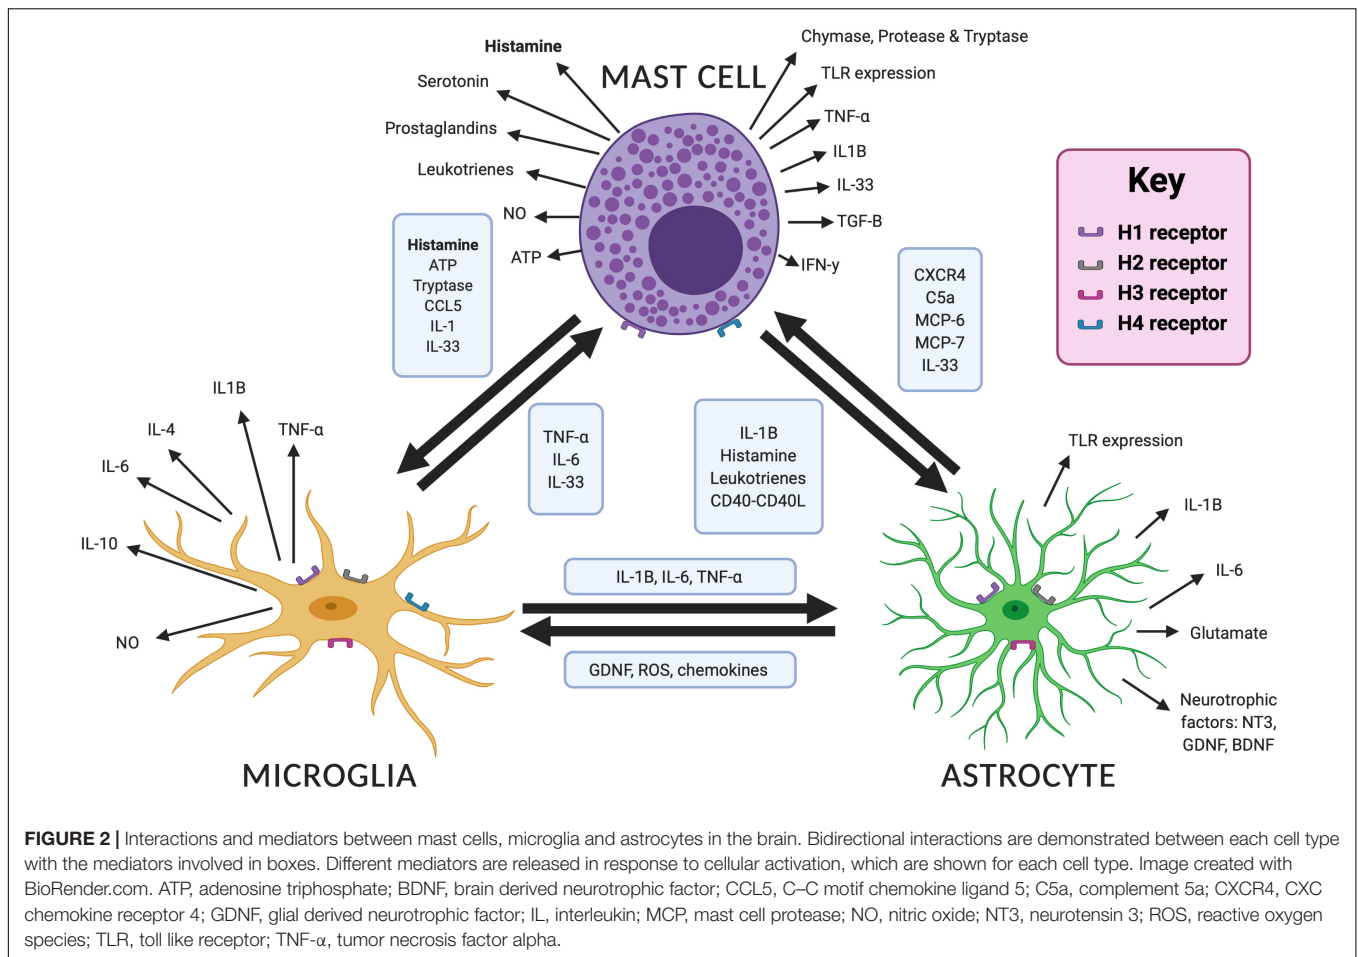 Histamine
Serotonin
Prostaglandins
Leukotrienes
NO
ATP
MAST CELL
Chymase, Protease & Tryptase
TLR expression
TNF-α
IL1B
IL-33
TGF-B
IFN-y
Key
H1 receptor
H2 receptor
H3 receptor
H4 receptor
Histamine
ATP
Tryptase
CCL5
IL-1
IL-33
TNF-α
IL-6
IL-33
CXCR4
C5a
MCP-6
MCP-7
IL-33
IL-1B
Histamine
Leukotrienes
CD40-CD40L
IL1B
TNF-α
IL-4
IL-6
IL-10
NO
IL-1B, IL-6, TNF-α
GDNF, ROS, chemokines
TLR expression
IL-1B
IL-6
Glutamate
Neurotrophic
factors: NT3,
GDNF, BDNF
MICROGLIA
ASTROCYTE
FIGURE 2 | Interactions and mediators between mast cells, microglia and astrocytes in the brain. Bidirectional interactions are demonstrated between each cell type
with the mediators involved in boxes. Different mediators are released in response to cellular activation, which are shown for each cell type. Image created with
BioRender.com. ATP, adenosine triphosphate; BDNF, brain derived neurotrophic factor; CCL5, C–C motif chemokine ligand 5; C5a, complement 5a; CXCR4, CXC
chemokine receptor 4; GDNF, glial derived neurotrophic factor; IL, interleukin; MCP, mast cell protease; NO, nitric oxide; NT3, neurotensin 3; ROS, reactive oxygen
species; TLR, toll like receptor; TNF-α, tumor necrosis factor alpha.